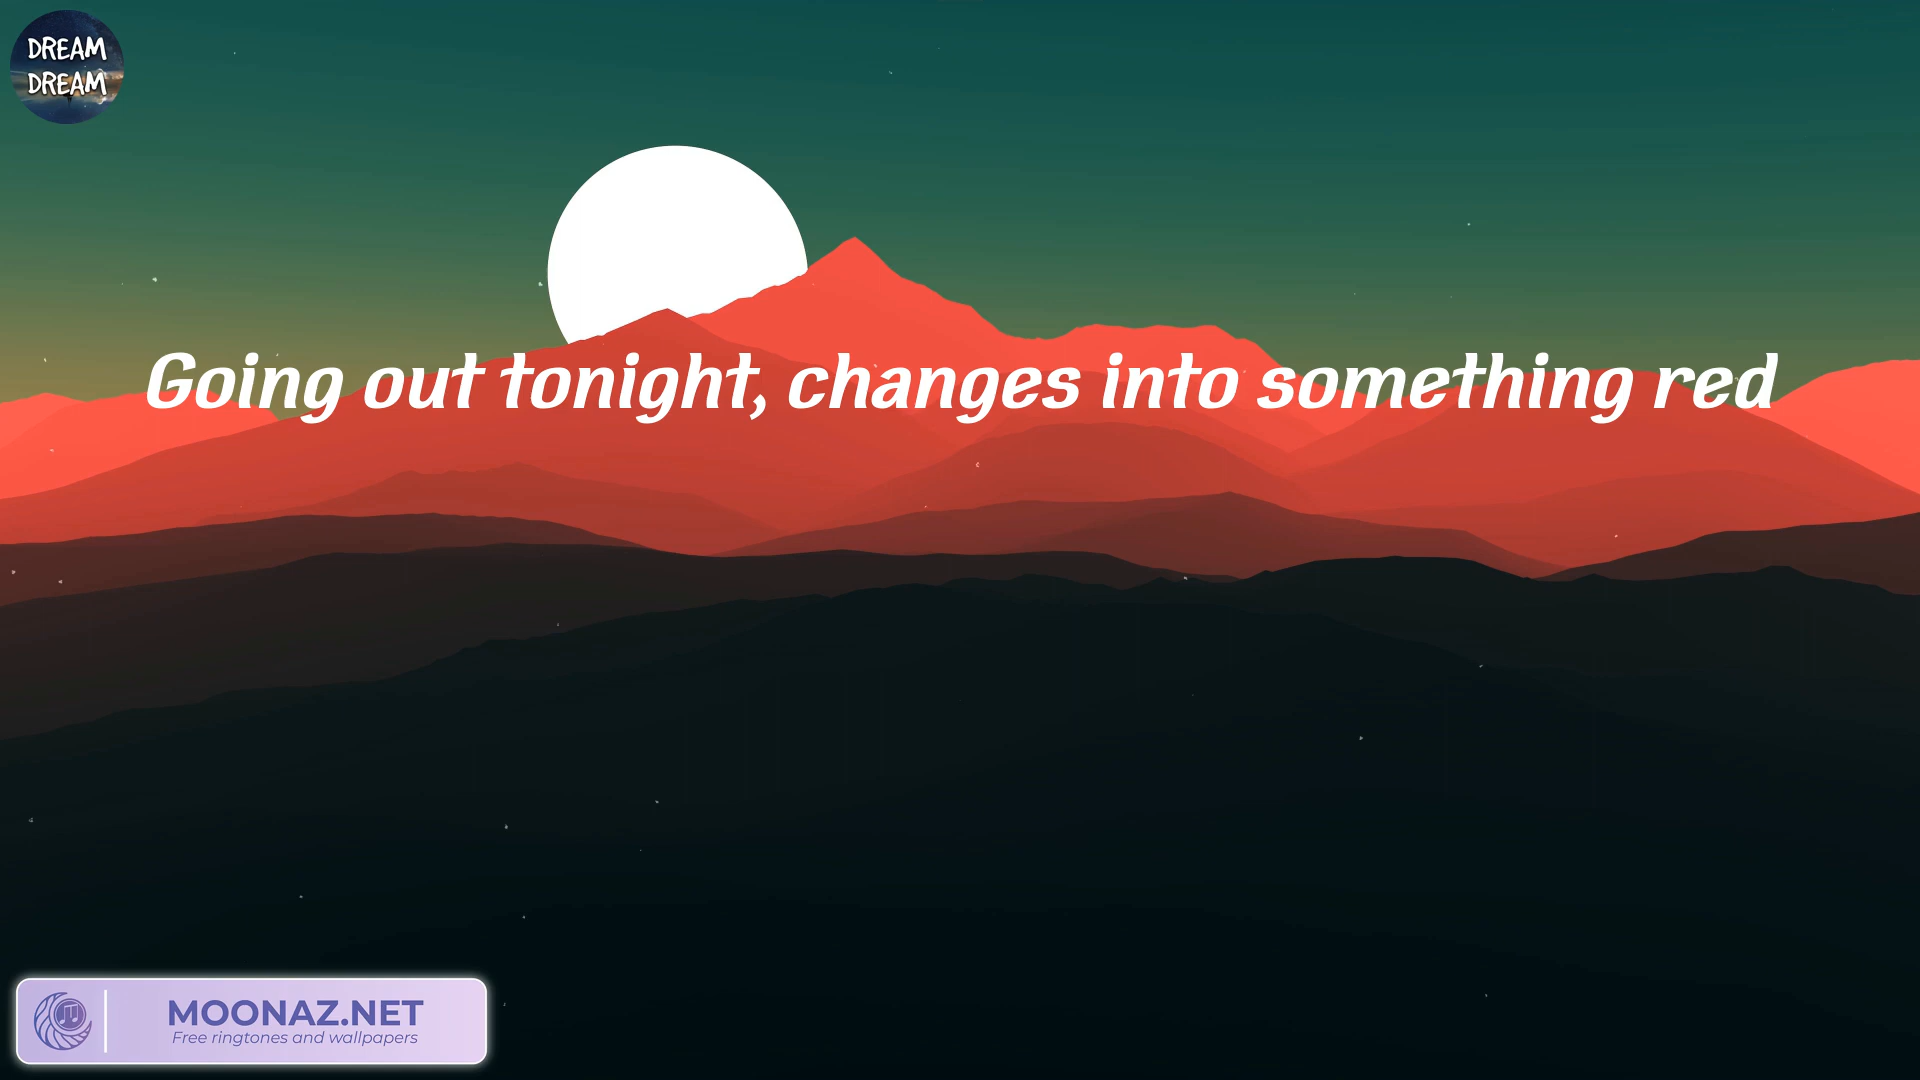 DREAM
DREAM
Going out tonight, changes into something red
MOONAZ.NET
Free ringtones and wallpapers